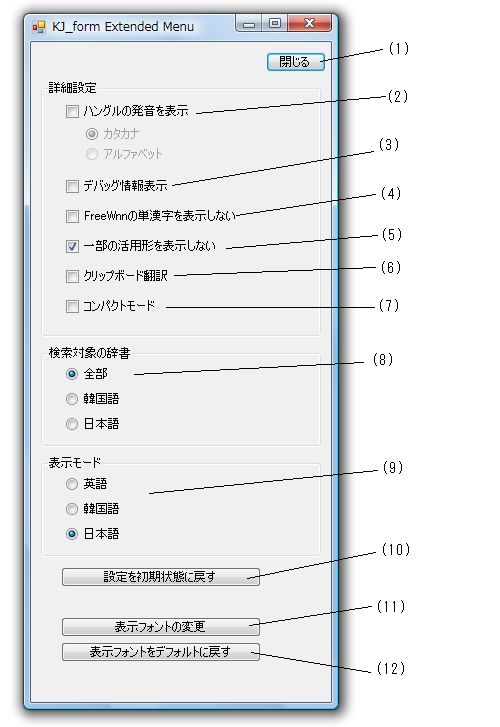 KJ_form Extended Menu
閉じる
(1)
詳細設定
ハングルの発音を表示
(2)
カタカナ
アルファベット
(3)
デバッグ情報表示
(4)
FreeWnnの単漢字を表示しない
(5)
一部の活用形を表示しない
(6)
クリップボード翻訳
(7)
コンパクトモード
検索対象の辞書
(8)
全部
韓国語
日本語
表示モード
(9)
英語
韓国語
日本語
(10)
設定を初期状態に戻す
(11)
表示フォントの変更
表示フォントをデフォルトに戻す
(12)